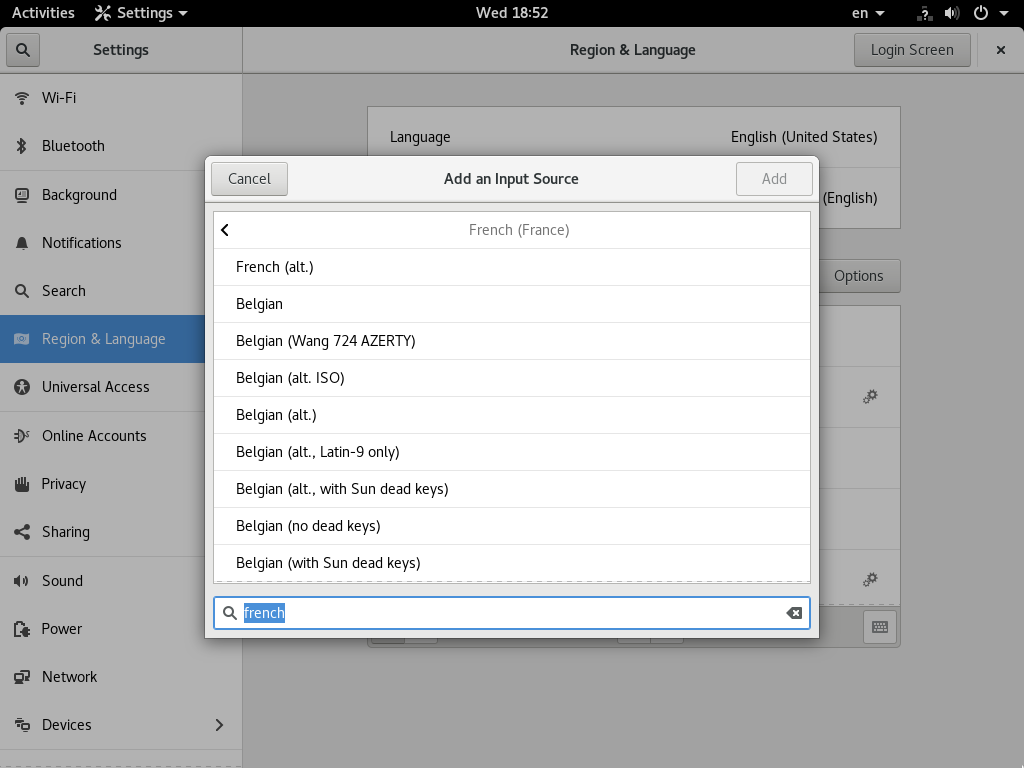 Activities Settings Wed 18:52 en
Settings Region & Language Login Screen
Wi-Fi
Bluetooth
Background
Notifications
Search
Region & Language
Universal Access
Online Accounts
Privacy
Sharing
Sound
Power
Network
Devices
Language English (United States)
(English)
Options
Cancel Add an Input Source Add
French (France)
French (alt.)
Belgian
Belgian (Wang 724 AZERTY)
Belgian (alt. ISO)
Belgian (alt.)
Belgian (alt., Latin-9 only)
Belgian (alt., with Sun dead keys)
Belgian (no dead keys)
Belgian (with Sun dead keys)
french